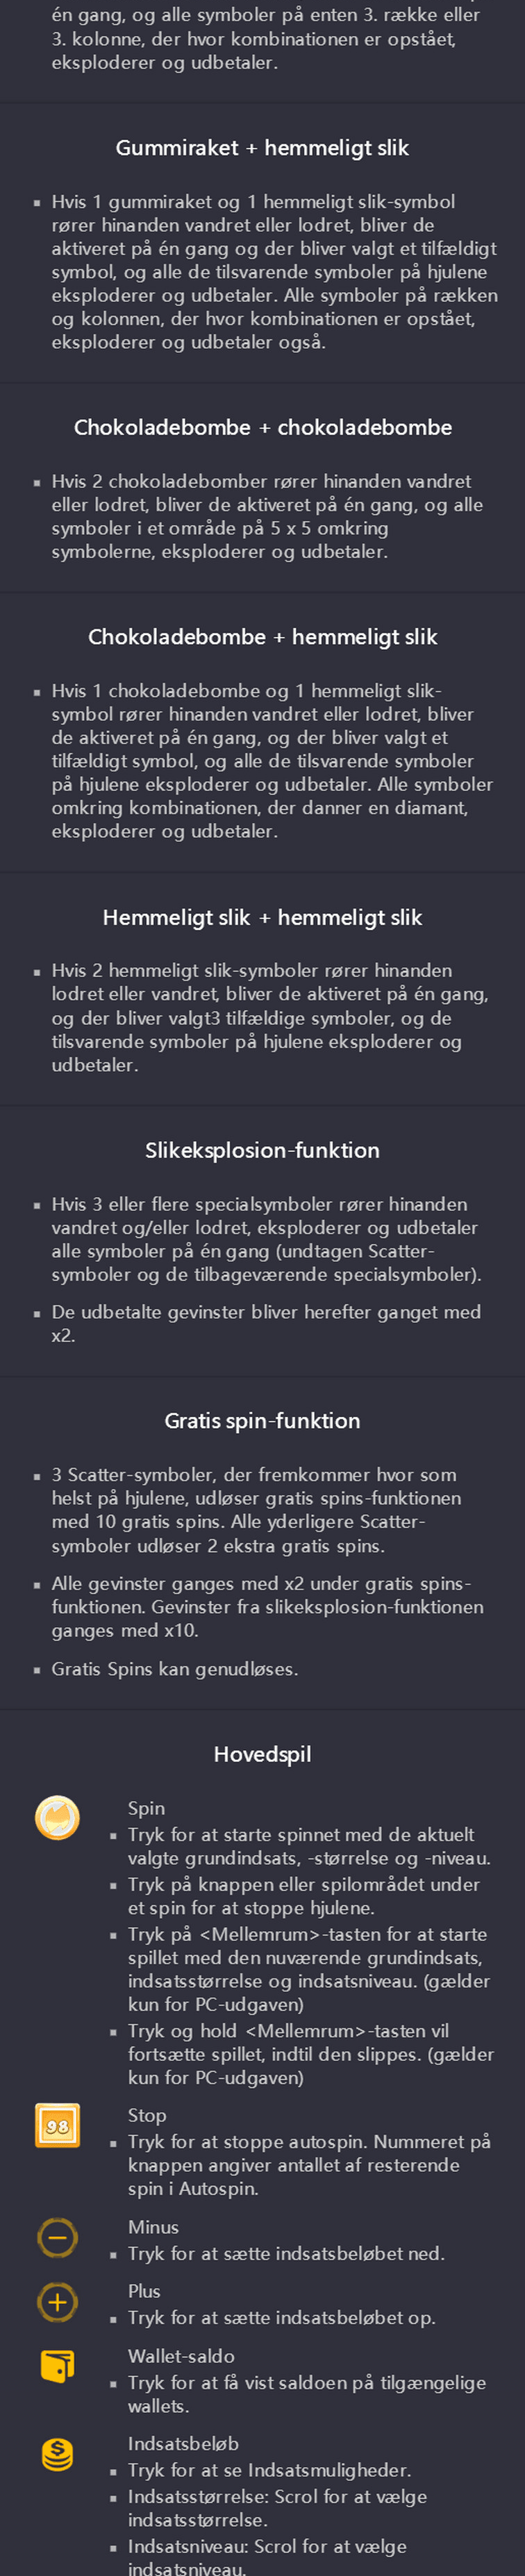 én gang, og alle symboler på enten 3. række eller
3. kolonne, der hvor kombinationen er opstået,
eksploderer og udbetaler.
Gummiraket + hemmeligt slik
Hvis 1 gummiraket og 1 hemmeligt slik-symbol
rører hinanden vandret eller lodret, bliver de
aktiveret på én gang og der bliver valgt et tilfældigt
symbol, og alle de tilsvarende symboler på hjulene
eksploderer og udbetaler. Alle symboler på rækken
og kolonnen, der hvor kombinationen er opstået,
eksploderer og udbetaler også.
Chokoladebombe + chokoladebombe
Hvis 2 chokoladebomber rører hinanden vandret
eller lodret, bliver de aktiveret på én gang, og alle
symboler i et område på 5 x 5 omkring
symbolerne, eksploderer og udbetaler.
Chokoladebombe + hemmeligt slik
Hvis 1 chokoladebombe og 1 hemmeligt slik-
symbol rører hinanden vandret eller lodret, bliver
de aktiveret på én gang, og der bliver valgt et
tilfældigt symbol, og alle de tilsvarende symboler
på hjulene eksploderer og udbetaler. Alle symboler
omkring kombinationen, der danner en diamant,
eksploderer og udbetaler.
Hemmeligt slik + hemmeligt slik
Hvis 2 hemmeligt slik-symboler rører hinanden
lodret eller vandret, bliver de aktiveret på én gang,
og der bliver valgt3 tilfældige symboler, og de
tilsvarende symboler på hjulene eksploderer og
udbetaler.
Slikeksplosion-funktion
Hvis 3 eller flere specialsymboler rører hinanden
vandret og/eller lodret, eksploderer og udbetaler
alle symboler på én gang (undtagen Scatter-
symboler og de tilbageværende specialsymboler).
De udbetalte gevinster bliver herefter ganget med
x2.
Gratis spin-funktion
3 Scatter-symboler, der fremkommer hvor som
helst på hjulene, udløser gratis spins-funktionen
med 10 gratis spins. Alle yderligere Scatter-
symboler udløser 2 ekstra gratis spins.
Alle gevinster ganges med x2 under gratis spins-
funktionen. Gevinster fra slikeksplosion-funktionen
ganges med x10.
Gratis Spins kan genudløses.
Hovedspil
Spin
Tryk for at starte spinnet med de aktuelt
valgte grundindsats, -størrelse og -niveau.
Tryk på knappen eller spilområdet under
et spin for at stoppe hjulene.
Tryk på <Mellemrum>-tasten for at starte
spillet med den nuværende grundindsats,
indsatsstørrelse og indsatsniveau. (gælder
kun for PC-udgaven)
Tryk og hold <Mellemrum>-tasten vil
fortsætte spillet, indtil den slippes. (gælder
kun for PC-udgaven)
98
Stop
Tryk for at stoppe autospin. Nummeret på
knappen angiver antallet af resterende
spin i Autospin.
Minus
Tryk for at sætte indsatsbeløbet ned.
Plus
Tryk for at sætte indsatsbeløbet op.
Wallet-saldo
Tryk for at få vist saldoen på tilgængelige
wallets.
Indsatsbeløb
Tryk for at se Indsatsmuligheder.
Indsatsstørrelse: Scrol for at vælge
indsatsstørrelse.
Indsatsniveau: Scrol for at vælge
indsatsniveau.